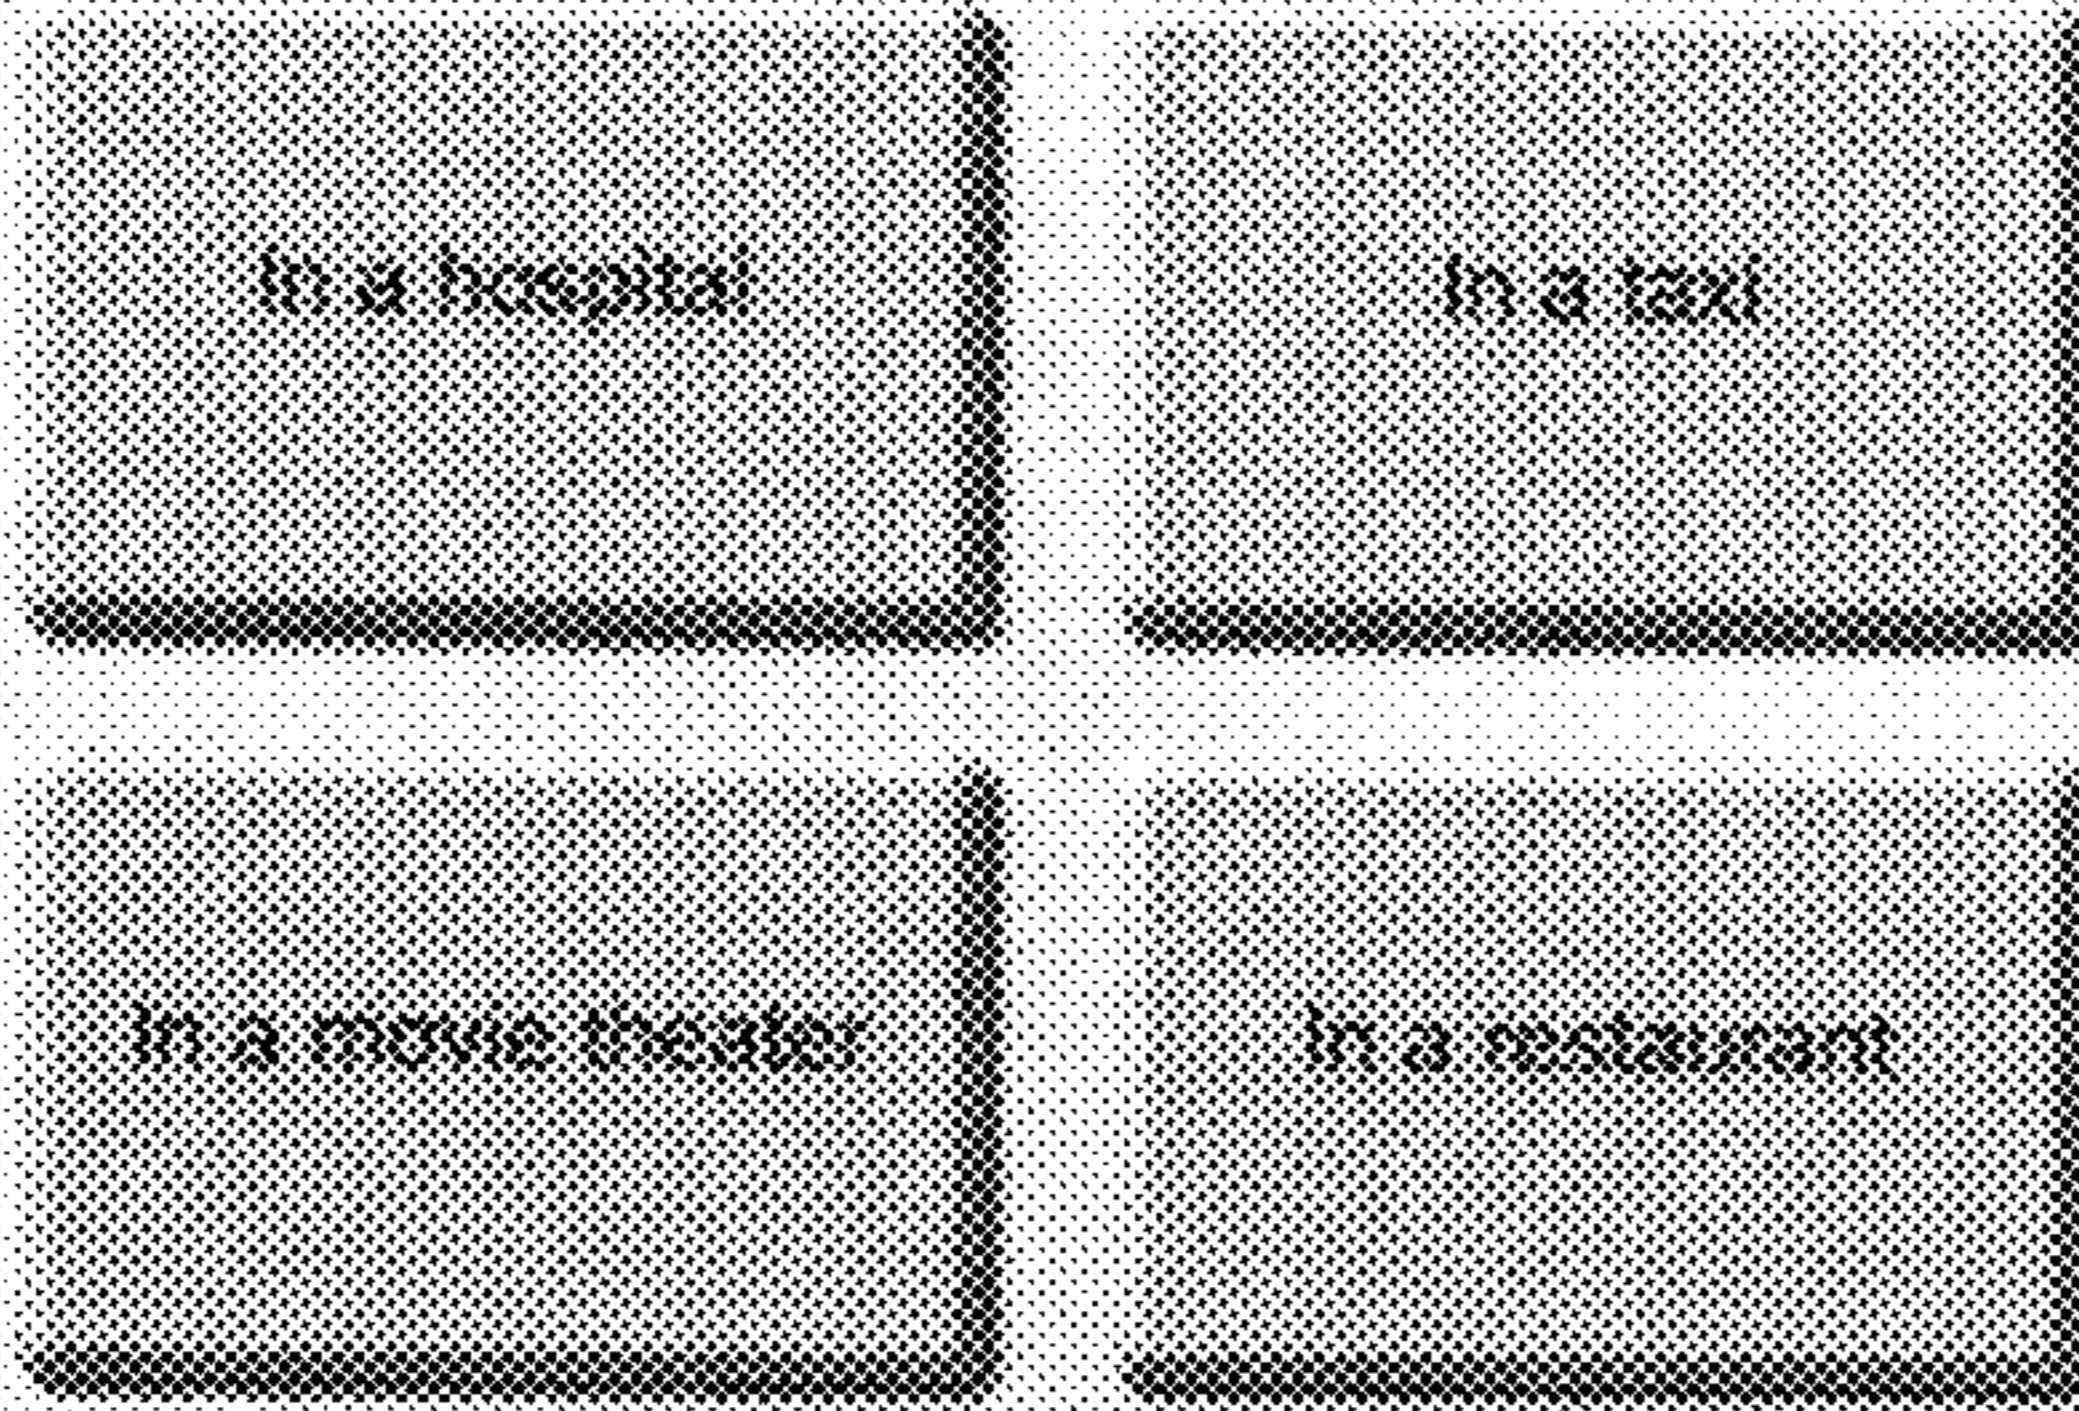 In a hospital
In a taxi
In a movie theater
In a restaurant